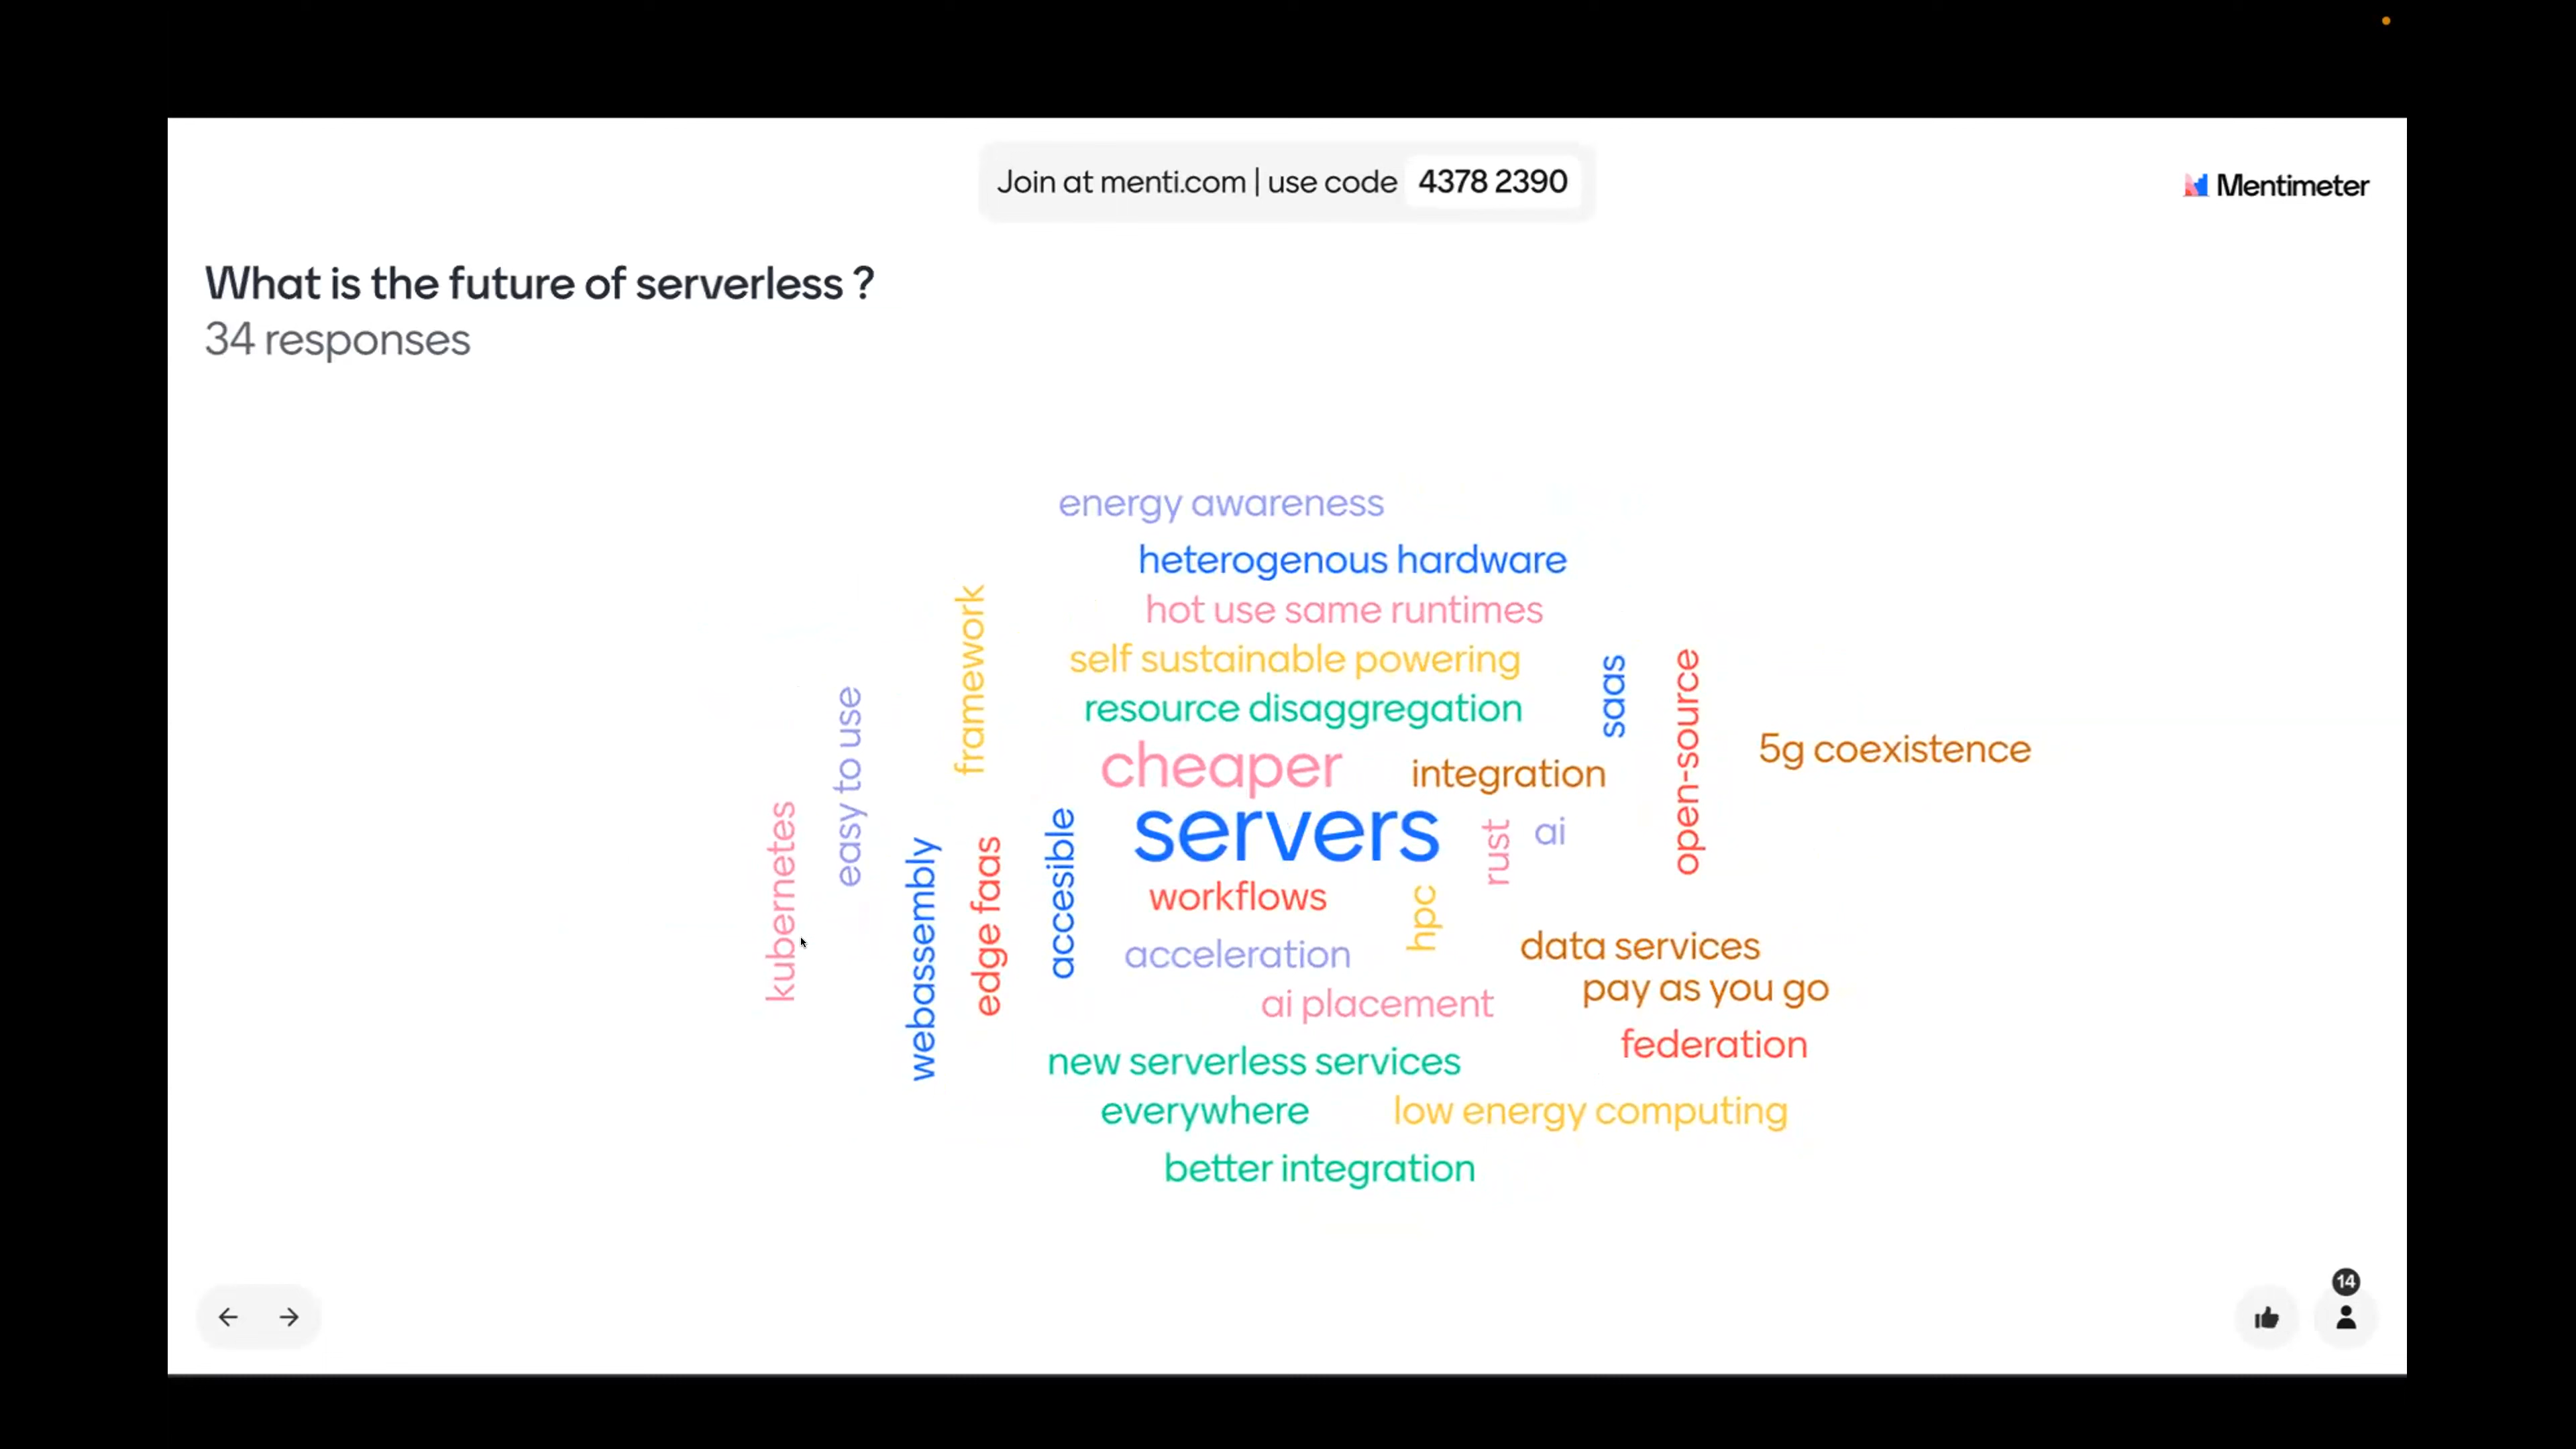 Join at menti.com | use code 4378 2390
Mentimeter
What is the future of serverless ?
34 responses
energy awareness
heterogenous hardware
hot use same runtimes
framework
self sustainable powering
saas
open-source
resource disaggregation
easy to use
5g coexistence
cheaper
integration
kubernetes
servers
rust
ai
webassembly
edge faas
accesible
workflows
hpc
acceleration
data services
pay as you go
ai placement
federation
new serverless services
everywhere
low energy computing
better integration
14